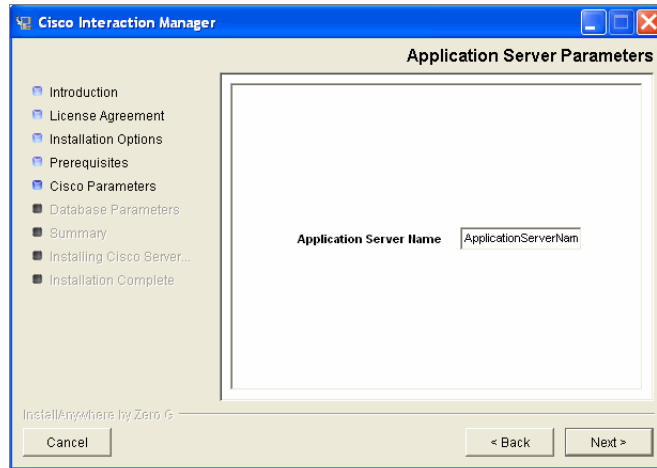 Cisco Interaction Manager
Application Server Parameters
Introduction
License Agreement
Installation Options
Prerequisites
Cisco Parameters
Database Parameters
Summary
Installing Cisco Server...
Installation Complete
Application Server Name
ApplicationServerNam
InstallAnywhere by Zero G
Cancel
< Back
Next >